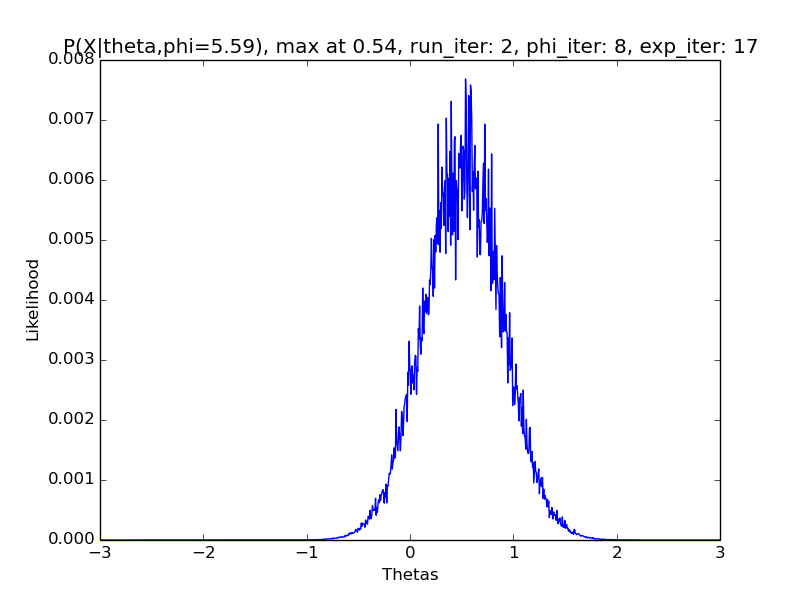 P(X|theta,phi=5.59), max at 0.54, run_iter: 2, phi_iter: 8, exp_iter: 17
0.008
0.007
0.006
0.005
0.004
0.003
0.002
0.001
0.000
Likelihood
−3 −2 −1 0 1 2 3
Thetas